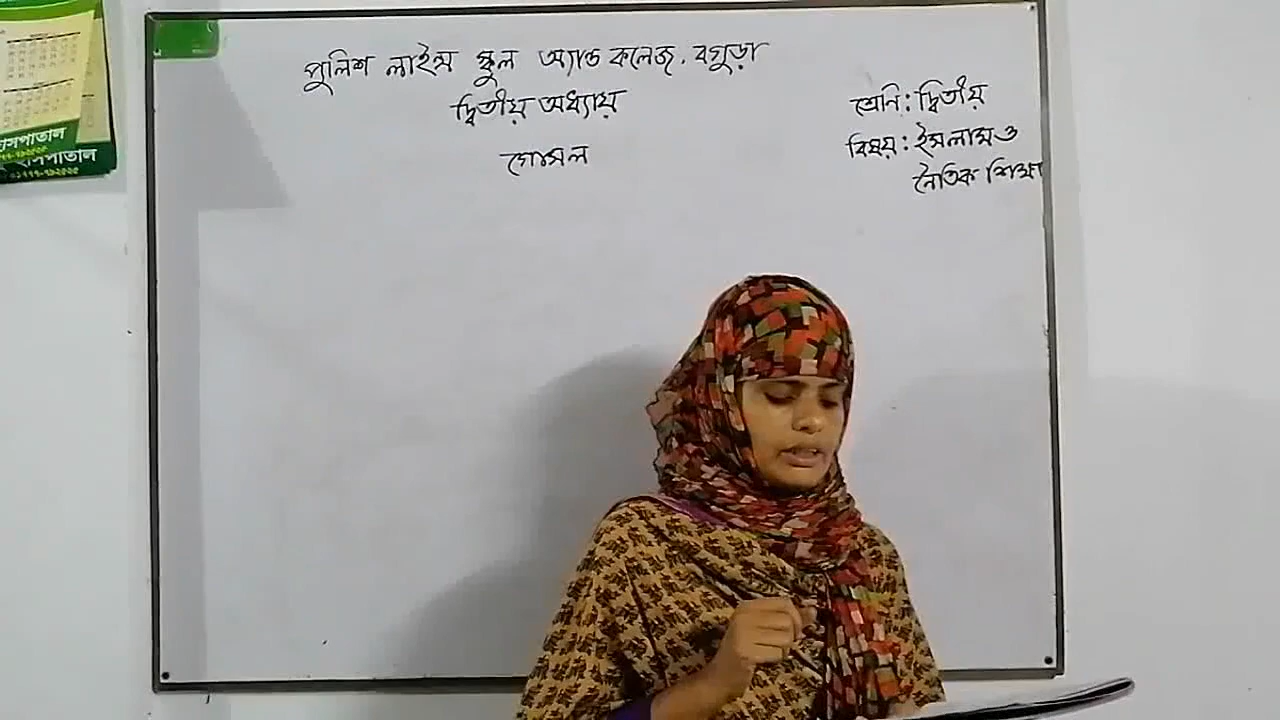 পুলিশ লাইন্স স্কুল অ্যান্ড কলেজ, বগুড়া
দ্বিতীয় অধ্যায়
গোসল
শ্রেণি : দ্বিতীয়
বিষয় : ইসলাম ও
নৈতিক শিক্ষা